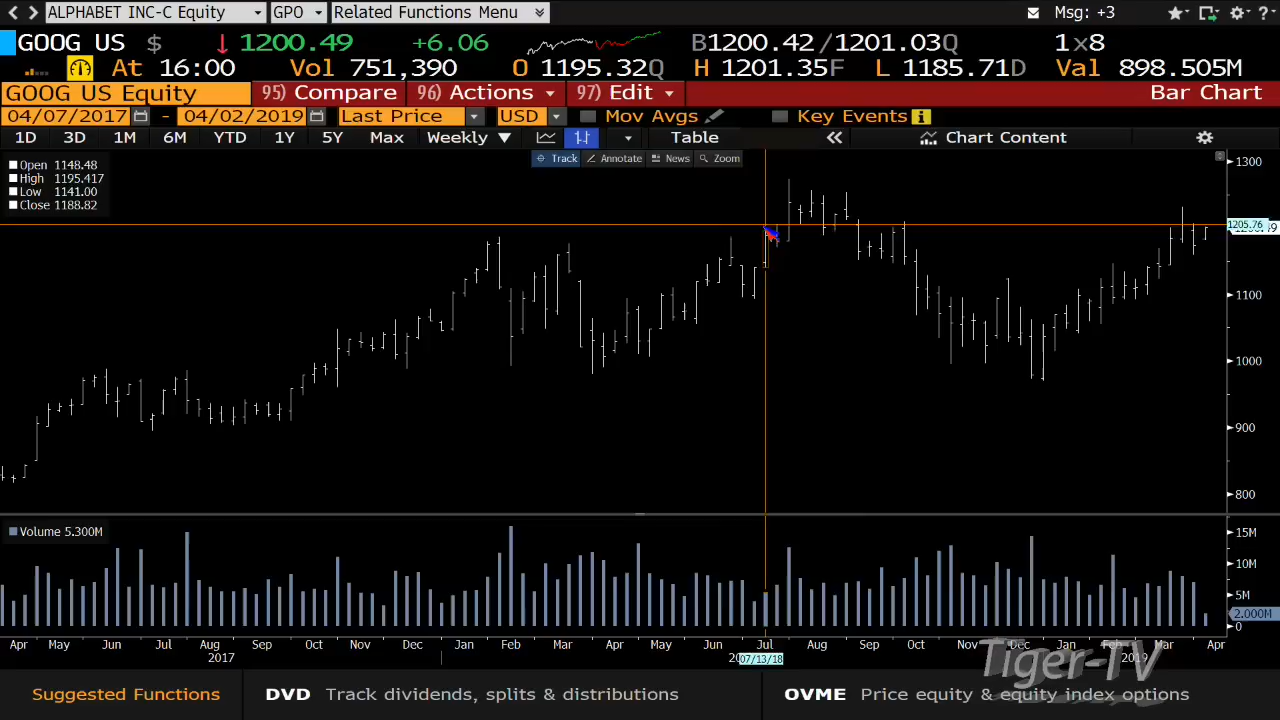 ALPHABET INC-C Equity GPO Related Functions Menu Msg: +3
GOOG US $ ↓ 1200.49 +6.06 B1200.42/1201.03Q 1x8
At 16:00 Vol 751,390 O 1195.32Q H 1201.35F L 1185.71D Val 898.505M
GOOG US Equity 95) Compare 96) Actions 97) Edit Bar Chart
04/07/2017 - 04/02/2019 Last Price USD Mov Avgs Key Events i
1D 3D 1M 6M YTD 1Y 5Y Max Weekly Table Chart Content
Track Annotate News Zoom
Open 1148.48
High 1195.417
Low 1141.00
Close 1188.82
1300
1205.76
1100
1000
900
800
Volume 5.300M
15M
10M
5M
2.000M
0
Apr May Jun Jul Aug Sep Oct Nov Dec Jan Feb Mar Apr May Jun Jul Aug Sep Oct Nov Dec Jan Feb Mar Apr
2017 07/13/18 2019
Tiger-TV
Suggested Functions DVD Track dividends, splits & distributions OVME Price equity & equity index options